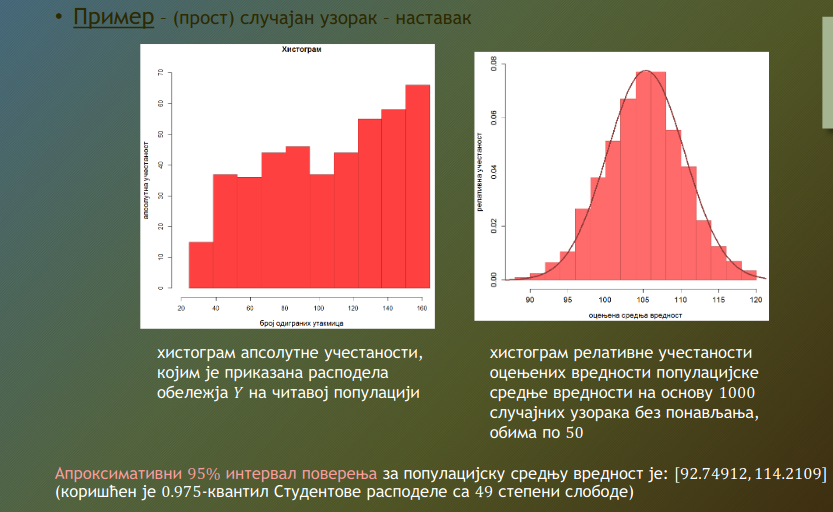 • Пример - (прост) случајан узорак - наставак
Хистограм
апсолутна учестаност
0
10
20
30
40
50
60
70
20 40 60 80 100 120 140 160
број одиграних утакмица
релативна учестаност
0.00
0.02
0.04
0.06
0.08
90 95 100 105 110 115 120
оцењена средња вредност
хистограм апсолутне учестаности,
којим је приказана расподела
обележја Y на читавој популацији
хистограм релативне учестаности
оцењених вредности популацијске
средње вредности на основу 1000
случајних узорака без понављања,
обима по 50
Апроксимативни 95% интервал поверења за популацијску средњу вредност је: [92.74912, 114.2109]
(коришћен је 0.975-квантил Студентове расподеле са 49 степени слободе)